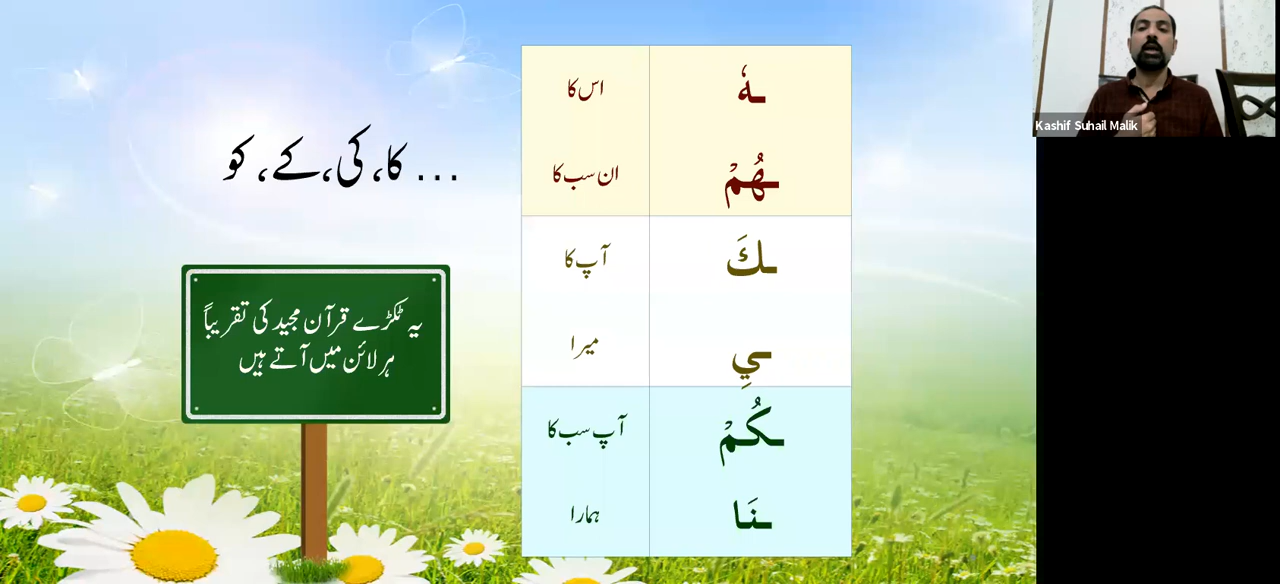 ... کا، کی، کے، کو
یہ ٹکڑے قرآن مجید کی تقریباً
ہر لائن میں آتے ہیں
ـهٗ اس کا
ـهُمْ ان سب کا
ـكَ آپ کا
ـيِ میرا
ـكُمْ آپ سب کا
ـنَا ہمارا
Kashif Suhail Malik